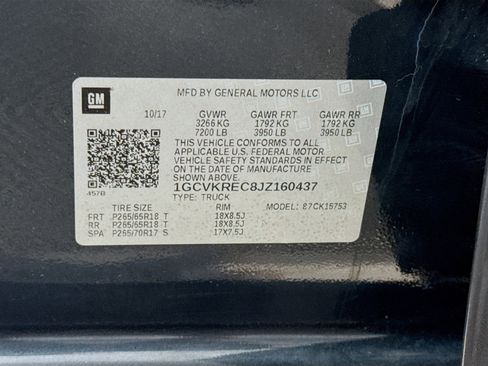 GM
MFD BY GENERAL MOTORS LLC
10/17 GVWR GAWR FRT GAWR RR
3266 KG 1792 KG 1792 KG
7200 LB 3950 LB 3950 LB
THIS VEHICLE CONFORMS TO ALL
APPLICABLE U.S. FEDERAL MOTOR
VEHICLE SAFETY STANDARDS IN EFFECT
ON THE DATE OF MANUFACTURE
SHOWN ABOVE.
1GCVKREC8JZ160437
TYPE: TRUCK
457B
TIRE SIZE RIM 87CK15753
FRT P265/65R18 T 18X8.5J
RR P265/65R18 T 18X8.5J
SPA P265/70R17 S 17X7.5J